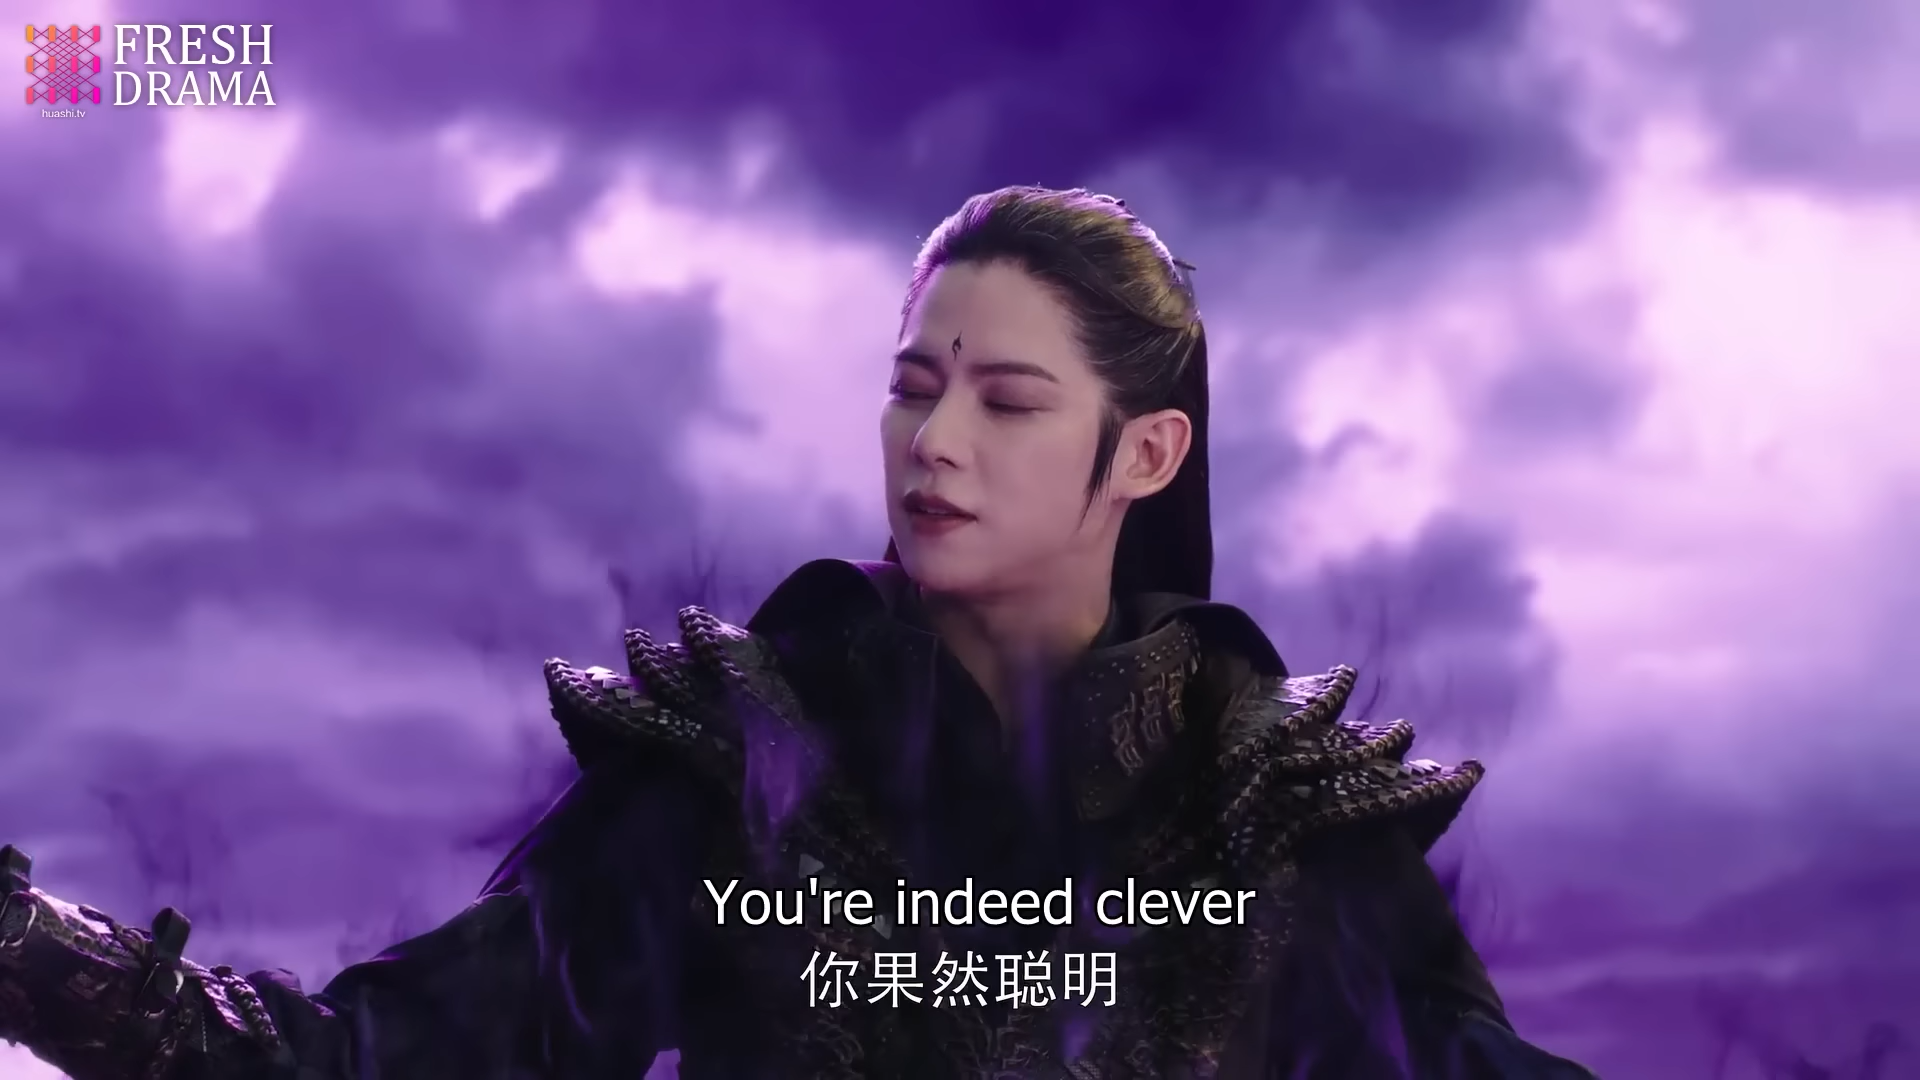 FRESH
DRAMA
huashi.tv
You're indeed clever
你果然聪明